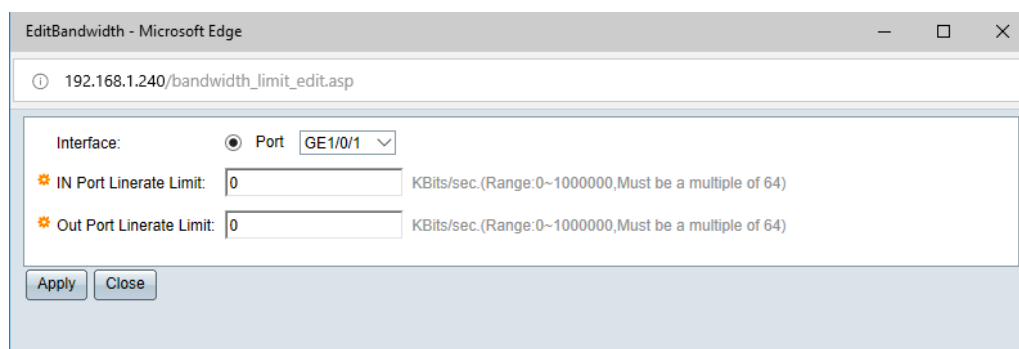 EditBandwidth - Microsoft Edge
192.168.1.240/bandwidth_limit_edit.asp
Interface: Port GE1/0/1
IN Port Linerate Limit: 0 KBits/sec.(Range:0~1000000,Must be a multiple of 64)
Out Port Linerate Limit: 0 KBits/sec.(Range:0~1000000,Must be a multiple of 64)
Apply Close